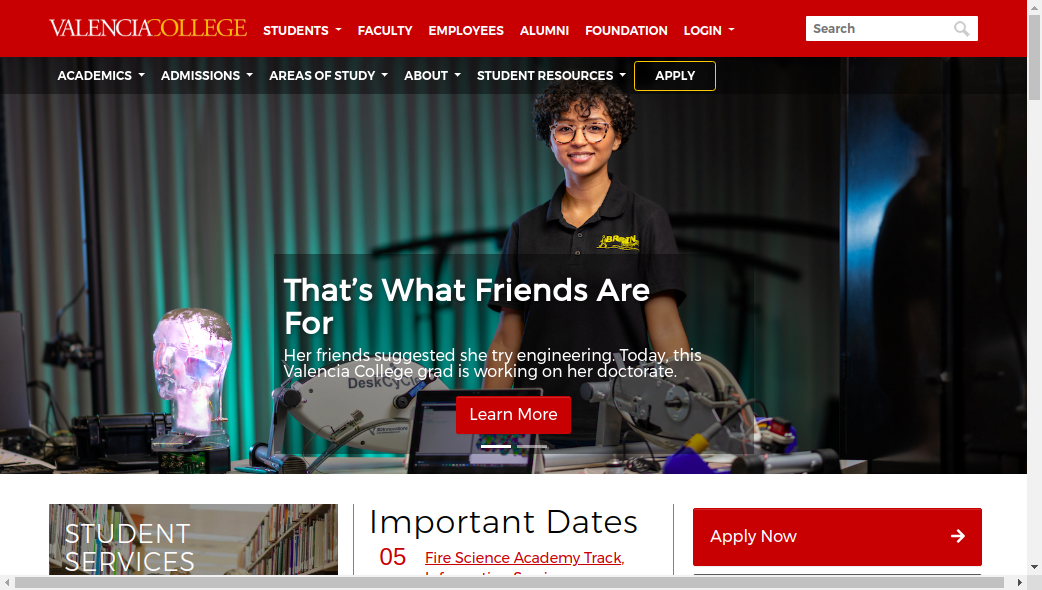 VALENCIACOLLEGE STUDENTS FACULTY EMPLOYEES ALUMNI FOUNDATION LOGIN Search
ACADEMICS ADMISSIONS AREAS OF STUDY ABOUT STUDENT RESOURCES APPLY
BRAIN
That's What Friends Are
For
Her friends suggested she try engineering. Today, this
Valencia College grad is working on her doctorate.
DeskCycle
Learn More
STUDENT
SERVICES
Important Dates
05 Fire Science Academy Track,
Apply Now